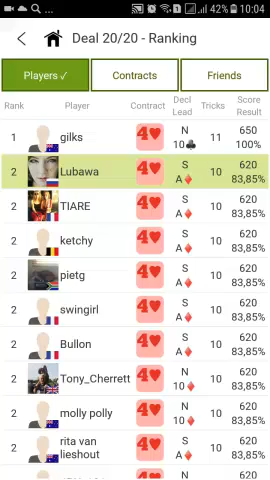 42% 10:04
Deal 20/20 - Ranking
Players ✓ Contracts Friends
Rank Player Contract Decl Lead Tricks Score Result
1 gilks 4♥ N 10♣ 11 650 100%
2 Lubawa 4♥ S A♦ 10 620 83,85%
2 TIARE 4♥ S A♦ 10 620 83,85%
2 ketchy 4♥ S A♦ 10 620 83,85%
2 pietg 4♥ S A♦ 10 620 83,85%
2 swingirl 4♥ S A♦ 10 620 83,85%
2 Bullon 4♥ S A♦ 10 620 83,85%
2 Tony_Cherrett 4♥ N 10♦ 10 620 83,85%
2 molly polly 4♥ N 10♦ 10 620 83,85%
2 rita van lieshout 4♥ S A♦ 10 620 83,85%
N 620